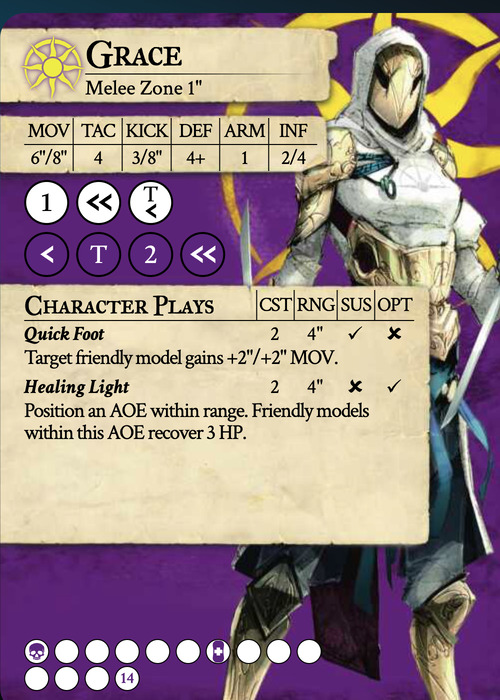 GRACE
Melee Zone 1"
MOV TAC KICK DEF ARM INF
6"/8" 4 3/8" 4+ 1 2/4
1 << T <
< T 2 <<
CHARACTER PLAYS CST RNG SUS OPT
Quick Foot 2 4" ✓ ✗
Target friendly model gains +2"/+2" MOV.
Healing Light 2 4" ✗ ✓
Position an AOE within range. Friendly models
within this AOE recover 3 HP.
14